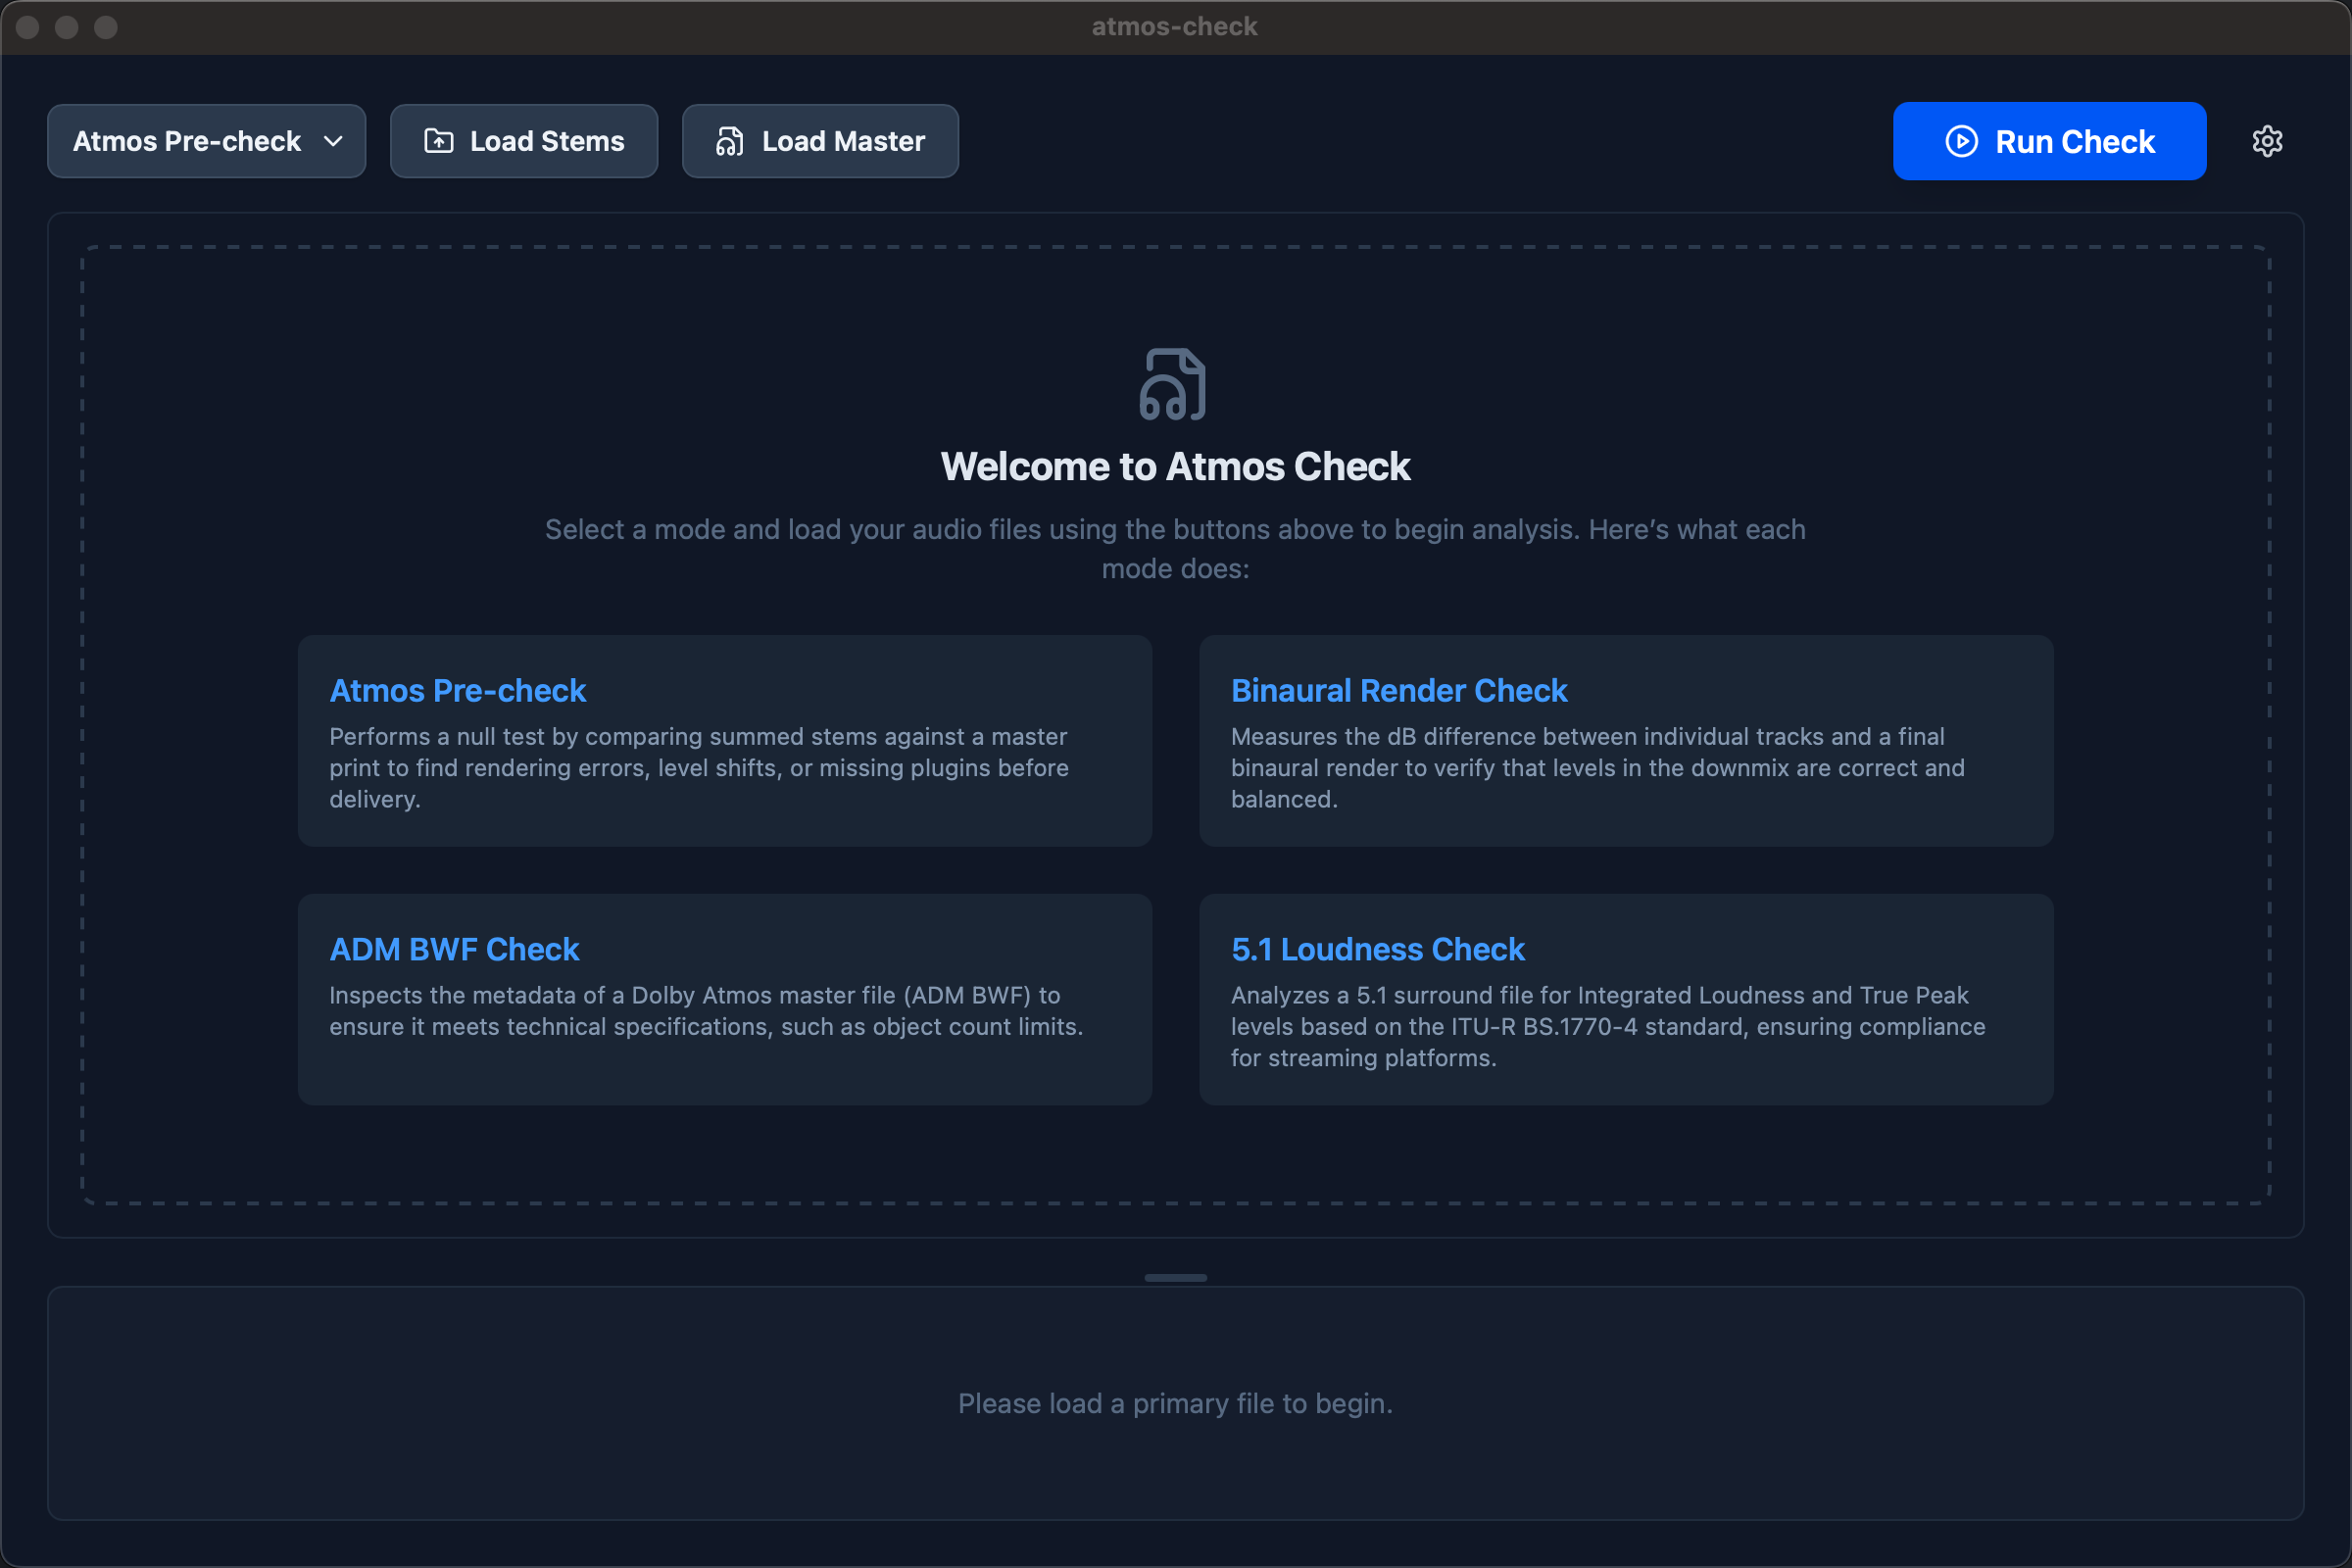 atmos-check
Atmos Pre-check
Load Stems
Load Master
Run Check
Welcome to Atmos Check
Select a mode and load your audio files using the buttons above to begin analysis. Here’s what each
mode does:
Atmos Pre-check
Performs a null test by comparing summed stems against a master
print to find rendering errors, level shifts, or missing plugins before
delivery.
Binaural Render Check
Measures the dB difference between individual tracks and a final
binaural render to verify that levels in the downmix are correct and
balanced.
ADM BWF Check
Inspects the metadata of a Dolby Atmos master file (ADM BWF) to
ensure it meets technical specifications, such as object count limits.
5.1 Loudness Check
Analyzes a 5.1 surround file for Integrated Loudness and True Peak
levels based on the ITU-R BS.1770-4 standard, ensuring compliance
for streaming platforms.
Please load a primary file to begin.